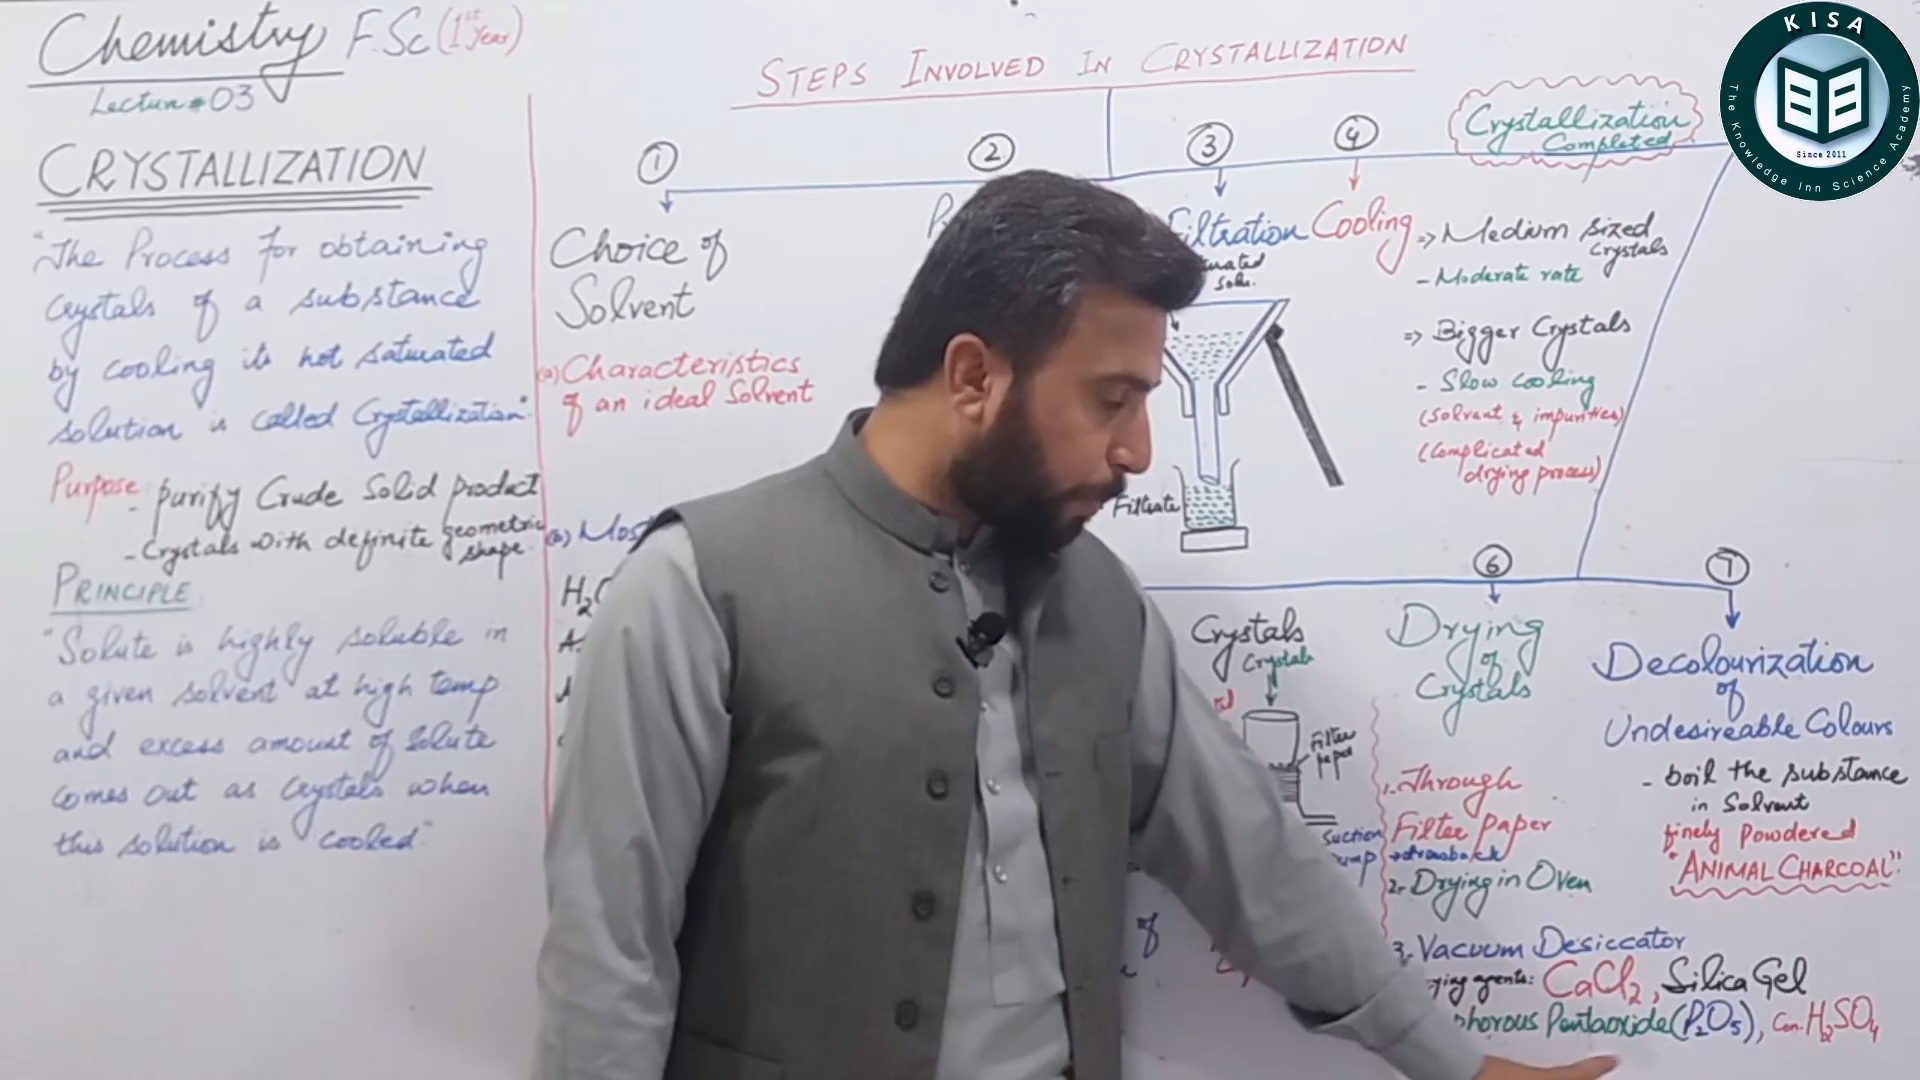 Chemistry F.Sc (1st Year)
Lecture # 03
CRYSTALLIZATION
"The Process for obtaining
crystals of a substance
by cooling its hot saturated
solution is called Crystallization"
Purpose:
- purify Crude Solid product
- Crystals with definite geometric
shape.
PRINCIPLE
"Solute is highly soluble in
a given solvent at high temp
and excess amount of solute
comes out as crystals when
this solution is cooled"
STEPS INVOLVED IN CRYSTALLIZATION
1
Choice of
Solvent
(a) Characteristics
of an ideal Solvent
(b) Most
2
3
Filtration
soln.
Filtrate
4
Cooling
Crystallization
Completed
=> Medium sized
Crystals
- Moderate rate
=> Bigger Crystals
- Slow cooling
(Solvent & impurities)
(Complicated
drying process)
Crystals
Crystals
Filter
paper
Suction
of
6
Drying
of
Crystals
1. Through
Filter Paper
→ drawback
2. Drying in Oven
3. Vacuum Desiccator
agents: CaCl2, Silica Gel
Pentaoxide (P2O5), Con. H2SO4
7
Decolourization
of
Undesireable Colours
- boil the substance
in Solvent
finely Powdered
"ANIMAL CHARCOAL"
KISA
Since 2011
The Knowledge Inn Science Academy